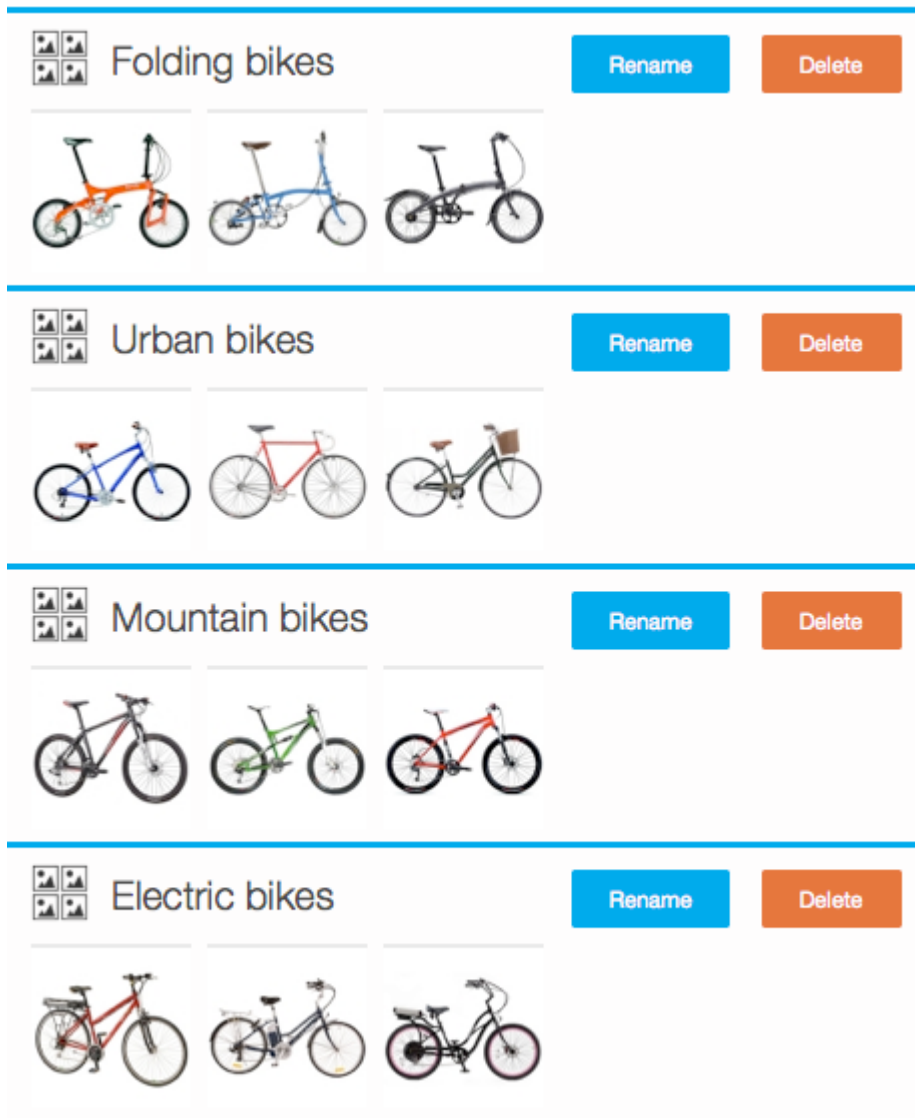 Folding bikes Rename Delete
Urban bikes Rename Delete
Mountain bikes Rename Delete
Electric bikes Rename Delete